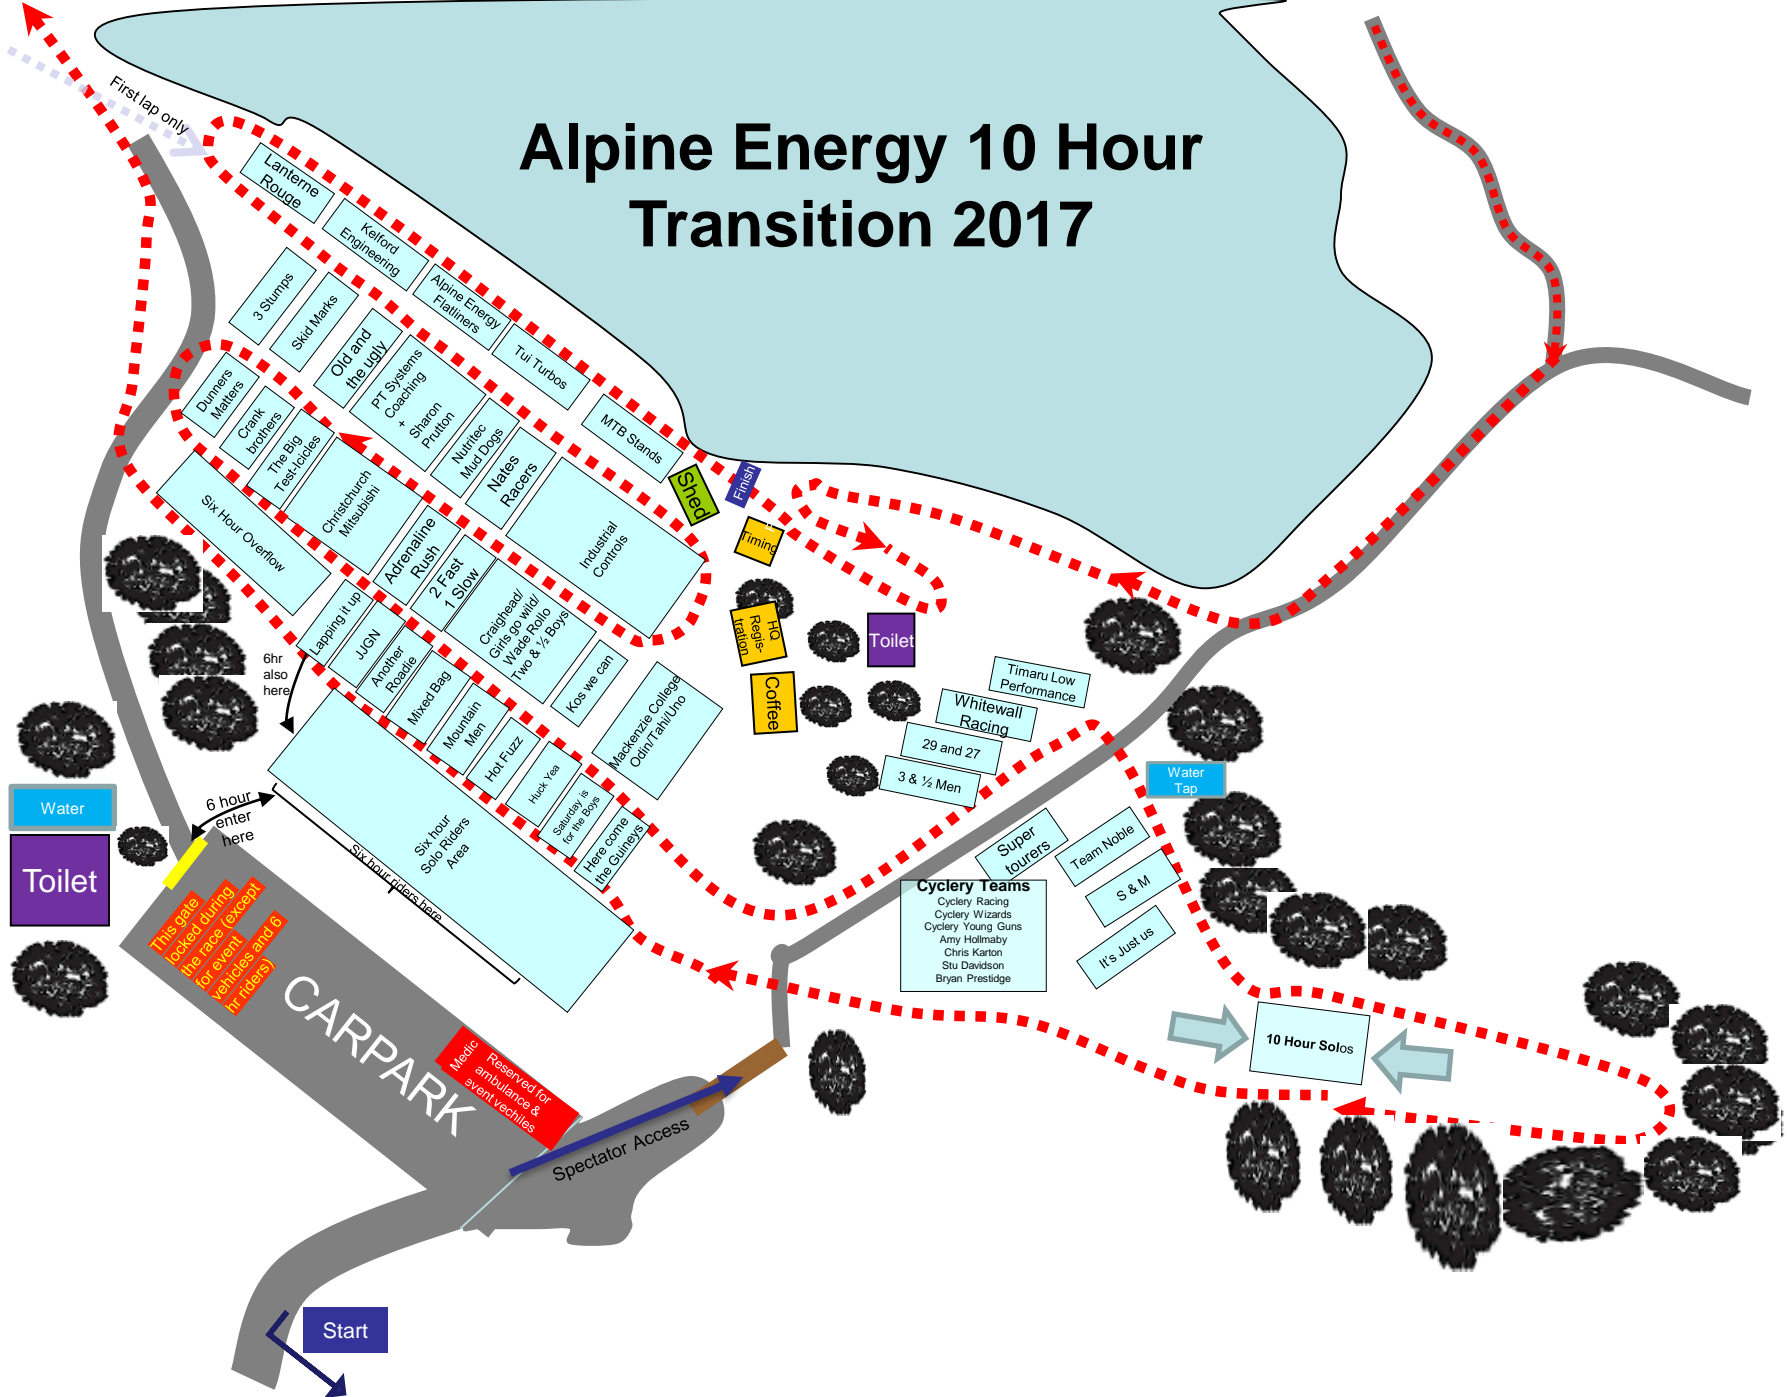 Alpine Energy 10 Hour
Transition 2017
First lap only
Lanterne
Rouge
Kelford
Engineering
Alpine Energy
Flatliners
Tui Turbos
MTB Stands
Shed
Finish
Timing
HQ
Regis-
tration
Coffee
Toilet
3 Stumps
Skid Marks
Old and
the ugly
PT Systems
Coaching
+
Sharon
Prutton
Nutritec
Mud Dogs
Nates
Racers
Industrial
Controls
Dunners
Matters
Crank
brothers
The Big
Test-Icicles
Christchurch
Mitsubishi
Adrenaline
Rush
2 Fast
1 Slow
Craighead/
Girls go wild/
Wade Rollo
Two & ½ Boys
Kos we can
Mackenzie College
Odin/Tahi/Uno
Six Hour Overflow
Lapping it up
JJGN
Another
Roadie
Mixed Bag
Mountain
Men
Hot Fuzz
Huck Yea
Saturday is
for the Boys
Here come
the Guineys
6hr
also
here
Six hour
Solo Riders
Area
Six hour riders here
6 hour
enter
here
Water
Toilet
This gate
locked during
the race (except
for event
vehicles and 6
hr riders)
CARPARK
Medic
Reserved for
ambulance &
event vechiles
Spectator Access
Start
Timaru Low
Performance
Whitewall
Racing
29 and 27
3 & ½ Men
Water
Tap
Super
tourers
Team Noble
S & M
It's Just us
Cyclery Teams
Cyclery Racing
Cyclery Wizards
Cyclery Young Guns
Amy Hollmaby
Chris Karton
Stu Davidson
Bryan Prestidge
10 Hour Solos